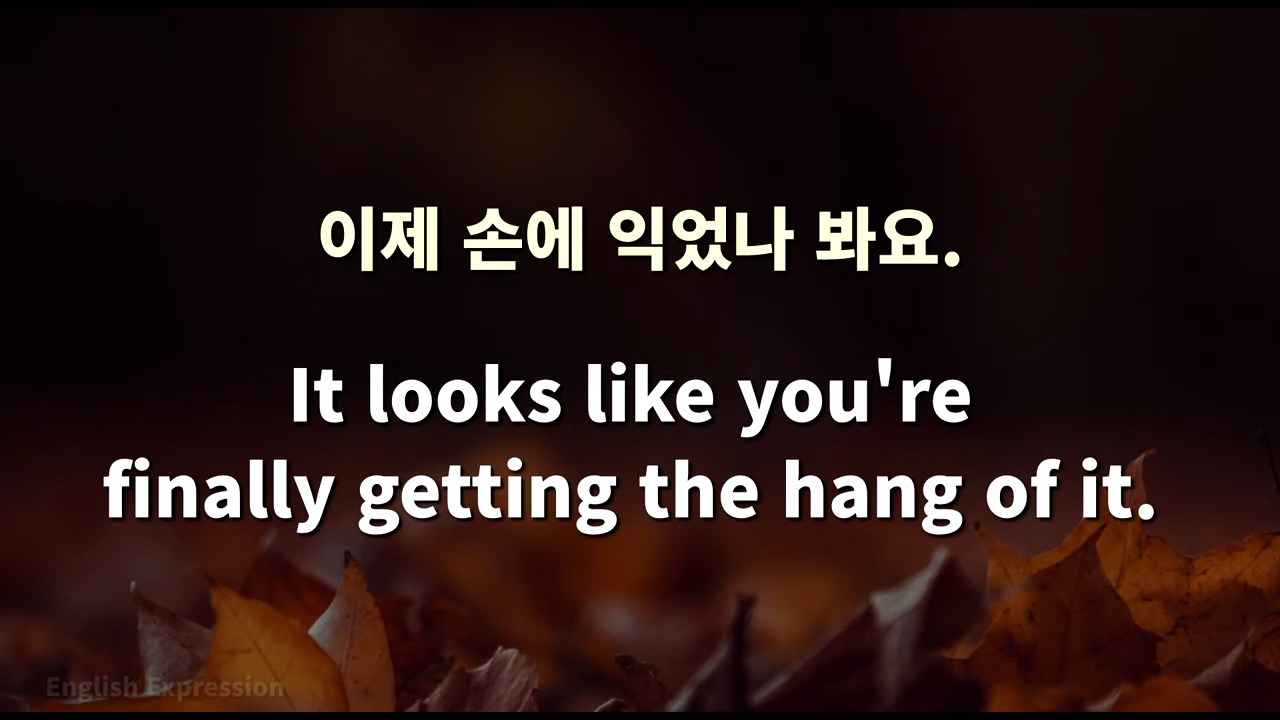 이제 손에 익었나 봐요.
It looks like you're
finally getting the hang of it.
English Expression